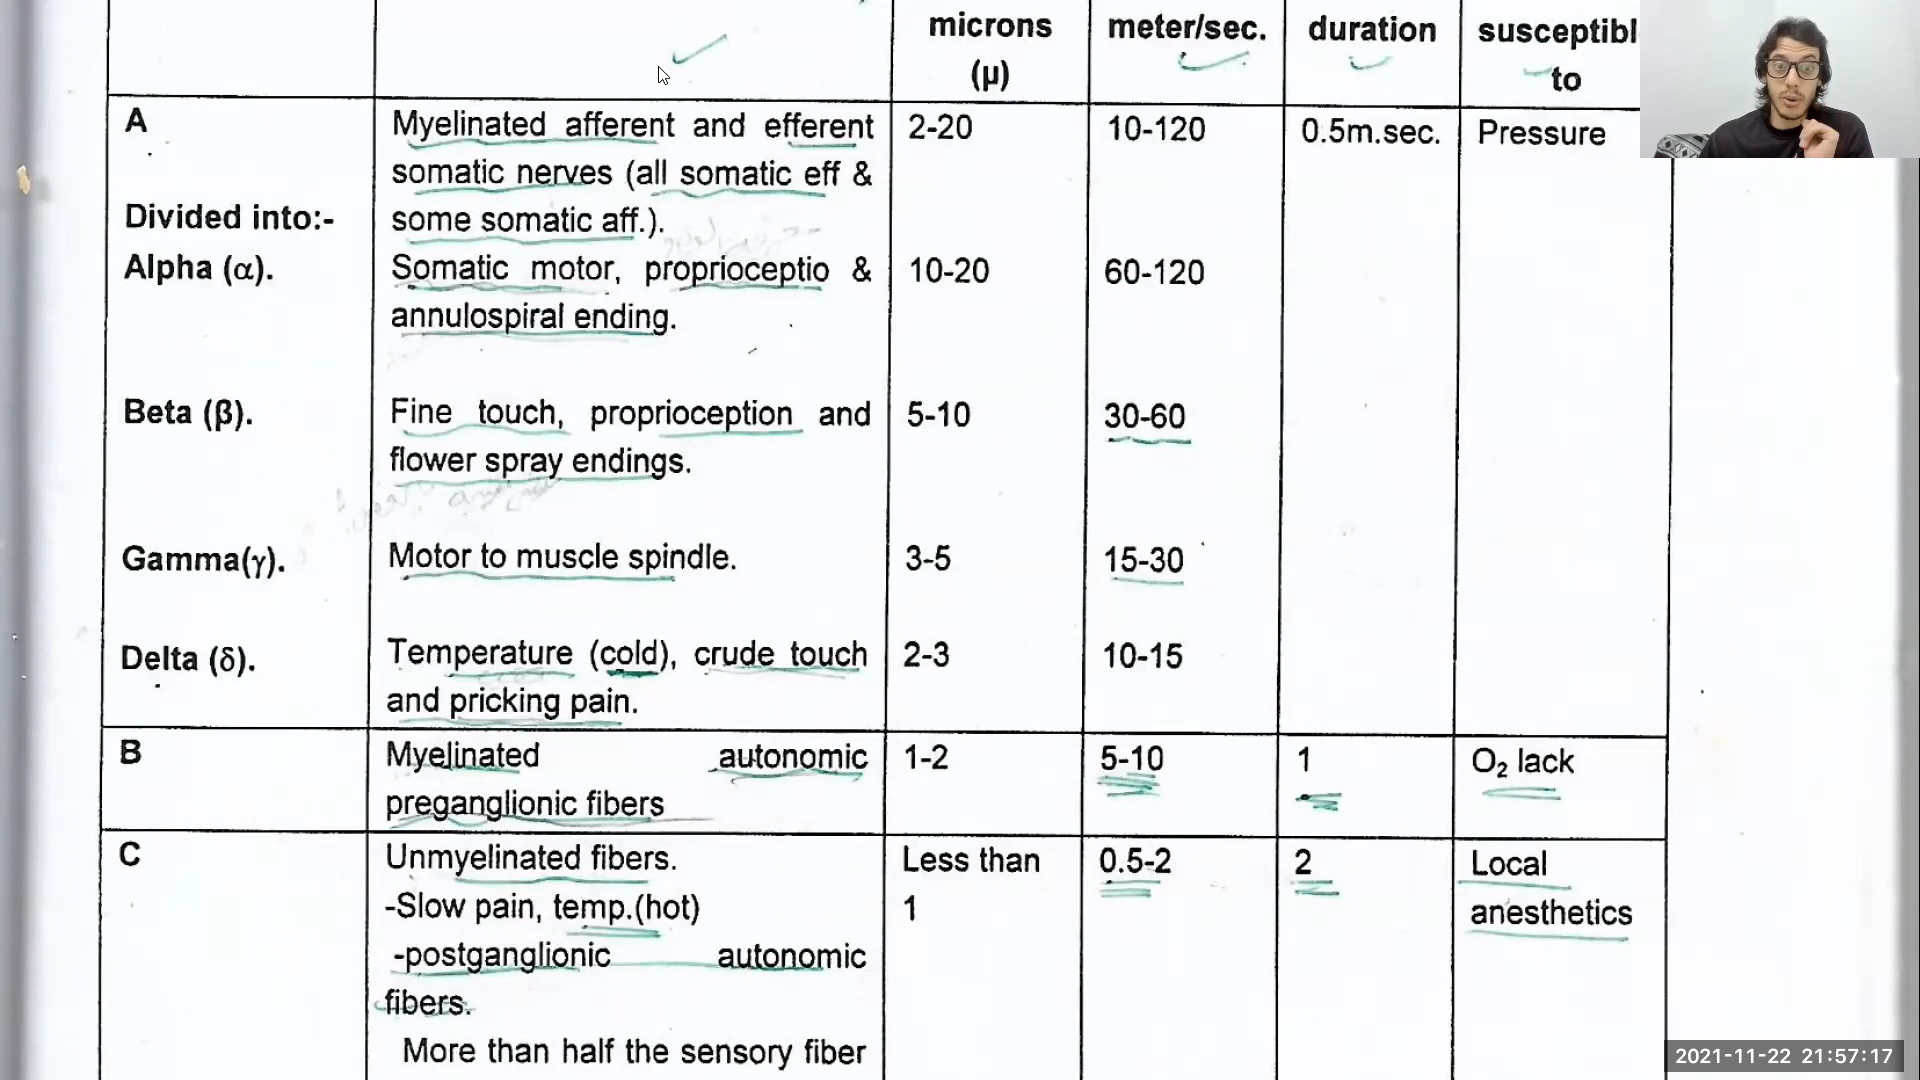 microns meter/sec. duration susceptibl
(μ) to
A Myelinated afferent and efferent 2-20 10-120 0.5m.sec. Pressure
somatic nerves (all somatic eff &
Divided into:- some somatic aff.).
Alpha (α). Somatic motor, proprioceptio & 10-20 60-120
annulospiral ending.
Beta (β). Fine touch, proprioception and 5-10 30-60
flower spray endings.
Gamma(γ). Motor to muscle spindle. 3-5 15-30
Delta (δ). Temperature (cold), crude touch 2-3 10-15
and pricking pain.
B Myelinated autonomic 1-2 5-10 1 O₂ lack
preganglionic fibers
C Unmyelinated fibers. Less than 0.5-2 2 Local
-Slow pain, temp.(hot) 1 anesthetics
-postganglionic autonomic
fibers.
More than half the sensory fiber
2021-11-22 21:57:17